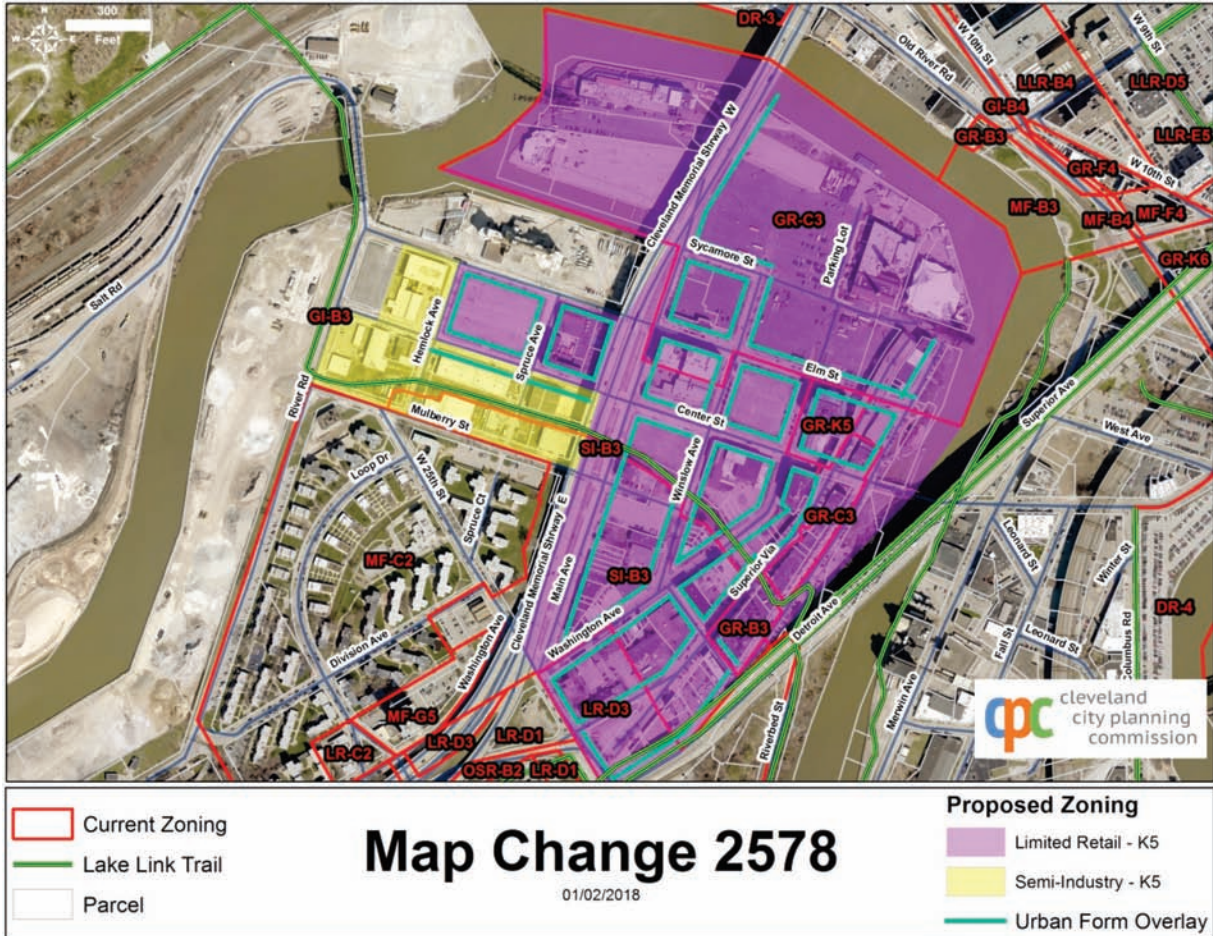 N
W E
S
300
Feet
DR-3
W 9th St
W 10th St
Old River Rd
LLR-B4
LLR-D5
GI-B4
GR-B3
LLR-E5
GR-F4
W 10th St
MF-B3
MF-B4
MF-F4
GR-K6
Cleveland Memorial Shrway W
GR-C3
Parking Lot
Sycamore St
Salt Rd
GI-B3
Hemlock Ave
Spruce Ave
Elm St
Superior Ave
West Ave
River Rd
Mulberry St
Center St
GR-K5
SI-B3
Loop Dr
W 25th St
Spruce Ct
Winslow Ave
GR-C3
Leonard St
Winter St
MF-C2
Cleveland Memorial Shrway E
Main Ave
SI-B3
Superior Via
DR-4
Division Ave
Washington Ave
Washington Ave
GR-B3
Detroit Ave
Fall St
Leonard St
Columbus Rd
Merwin Ave
Riverbed St
MF-G5
LR-D3
LR-C2
LR-D3
LR-D1
OSR-B2
LR-D1
cpc cleveland
city planning
commission
Current Zoning
Lake Link Trail
Parcel
Map Change 2578
01/02/2018
Proposed Zoning
Limited Retail - K5
Semi-Industry - K5
Urban Form Overlay